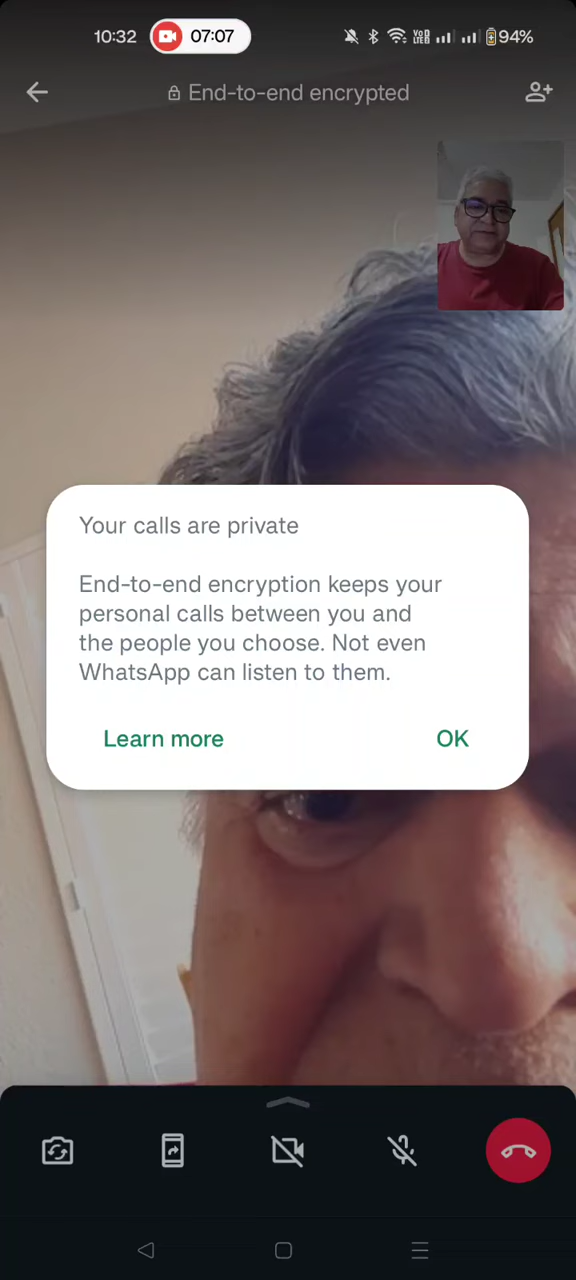 10:32
07:07
Vo)) LTE
94%
End-to-end encrypted
Your calls are private
End-to-end encryption keeps your
personal calls between you and
the people you choose. Not even
WhatsApp can listen to them.
Learn more
OK